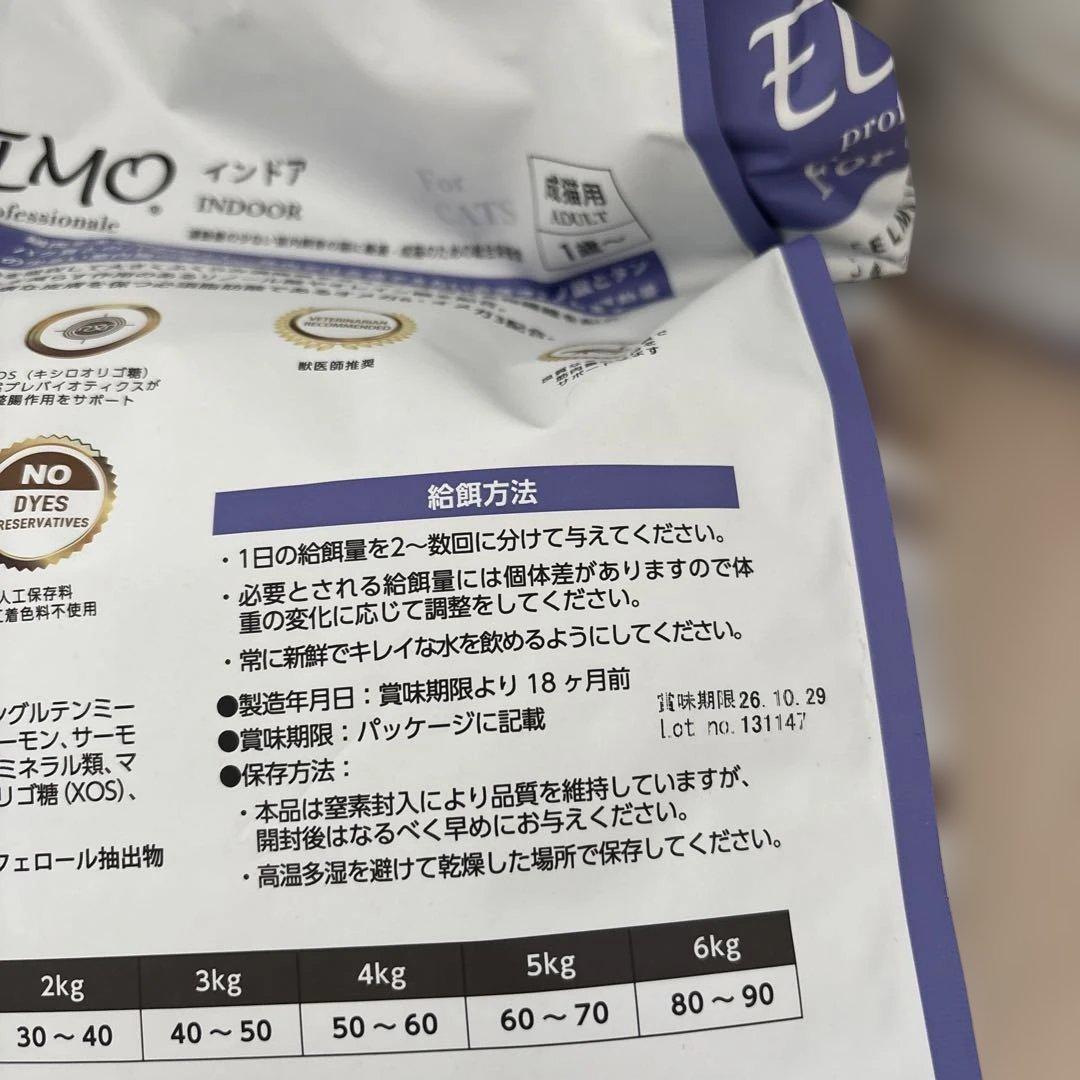 EL
prof
For
ELMO
ofessionale
インドア
INDOOR
For
CATS
成猫用
ADULT
1歳〜
VETERINARIAN
RECOMMENDED
獣医師推奨
OS（キシロオリゴ糖）
プレバイオティクスが
整腸作用をサポート
サポート
NO
DYES
RESERVATIVES
人工保存料
工着色料不使用
給餌方法
・1日の給餌量を2〜数回に分けて与えてください。
・必要とされる給餌量には個体差がありますので体
重の変化に応じて調整をしてください。
・常に新鮮でキレイな水を飲めるようにしてください。
●製造年月日：賞味期限より18ヶ月前
●賞味期限：パッケージに記載
賞味期限26.10.29
Lot no.131147
●保存方法：
・本品は窒素封入により品質を維持していますが、
開封後はなるべく早めにお与えください。
・高温多湿を避けて乾燥した場所で保存してください。
ングルテンミー
ーモン、サーモ
ミネラル類、マ
リゴ糖（XOS）、
フェロール抽出物
2kg 3kg 4kg 5kg 6kg
30〜40 40〜50 50〜60 60〜70 80〜90